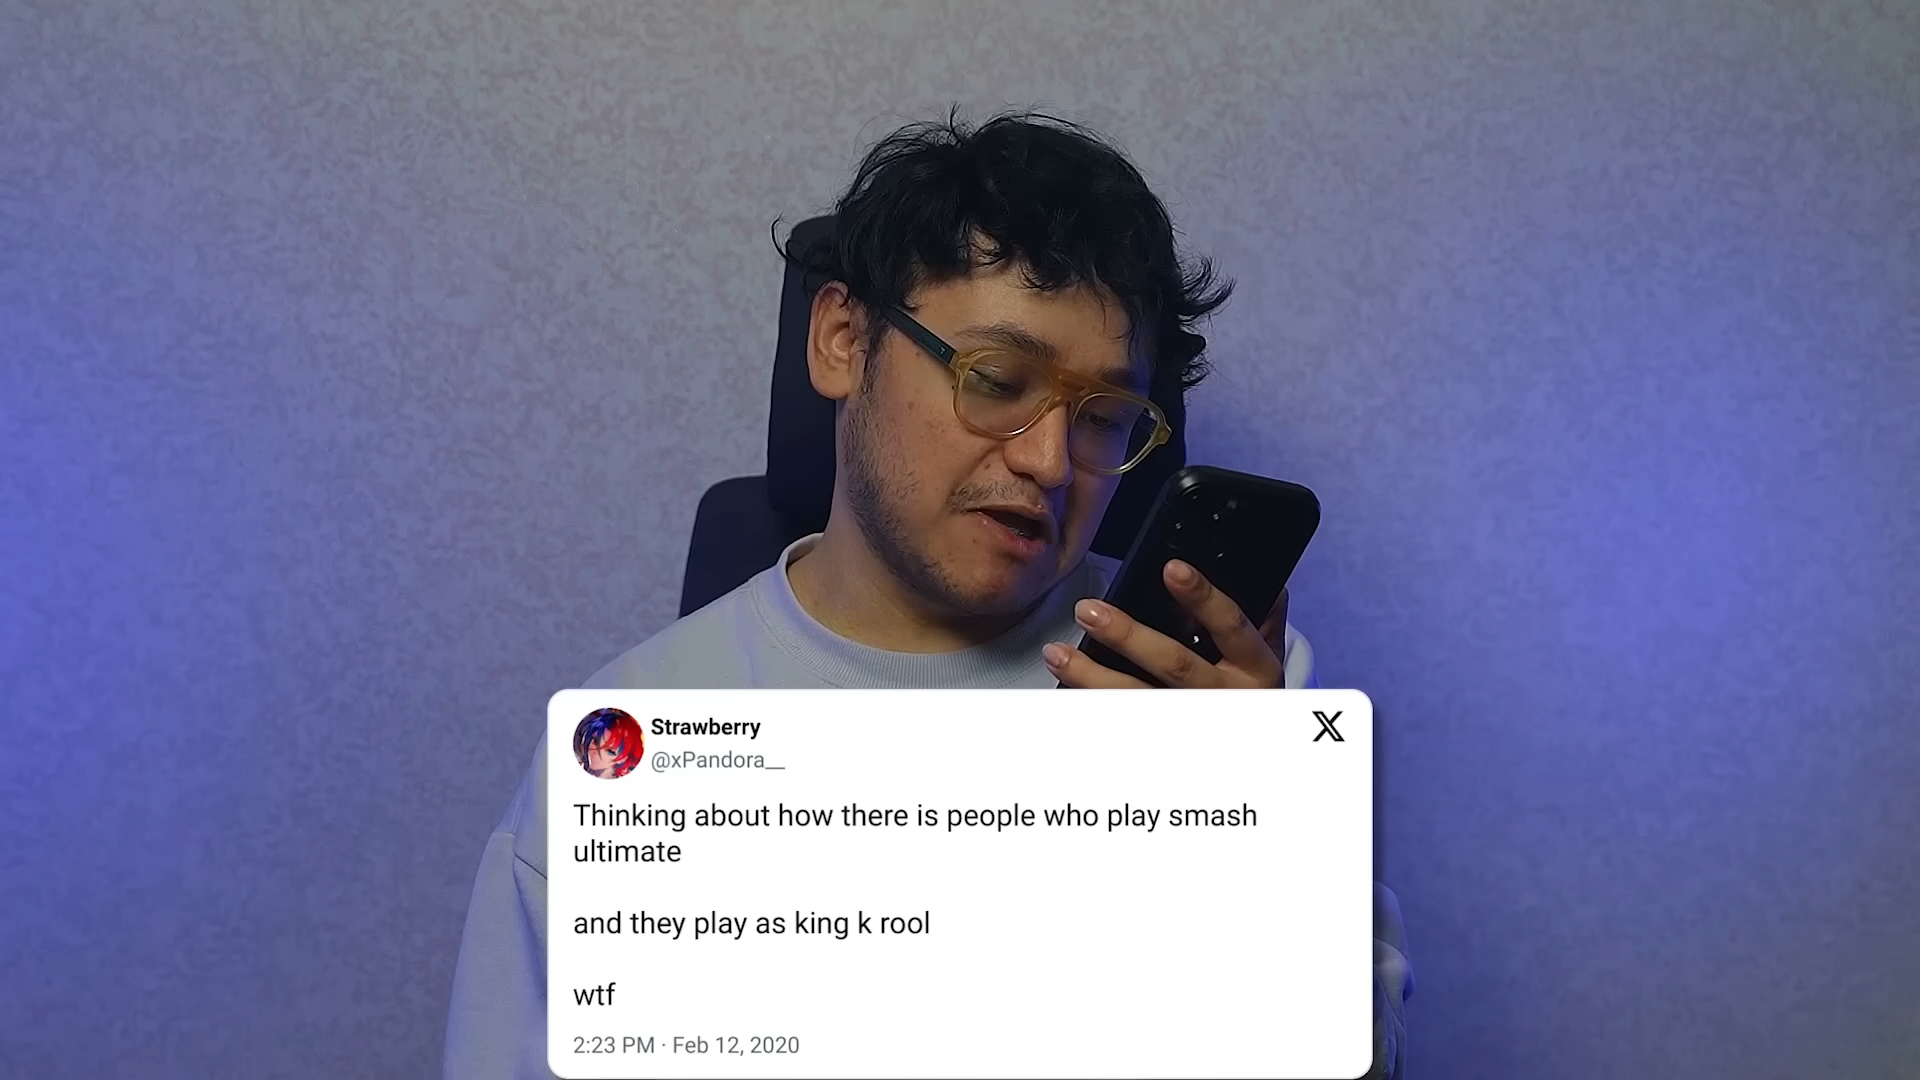 Strawberry
@xPandora__
Thinking about how there is people who play smash
ultimate
and they play as king k rool
wtf
2:23 PM · Feb 12, 2020